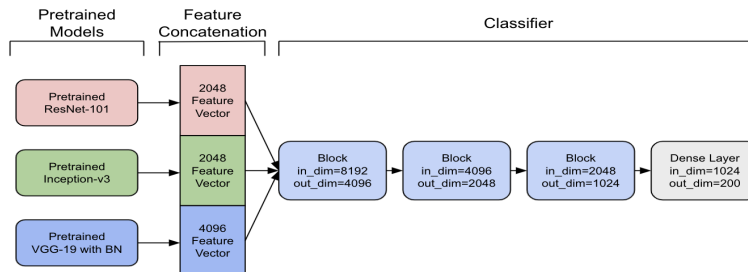 Pretrained
Models
Feature
Concatenation
Classifier
Pretrained
ResNet-101
2048
Feature
Vector
Pretrained
Inception-v3
2048
Feature
Vector
Pretrained
VGG-19 with BN
4096
Feature
Vector
Block
in_dim=8192
out_dim=4096
Block
in_dim=4096
out_dim=2048
Block
in_dim=2048
out_dim=1024
Dense Layer
in_dim=1024
out_dim=200